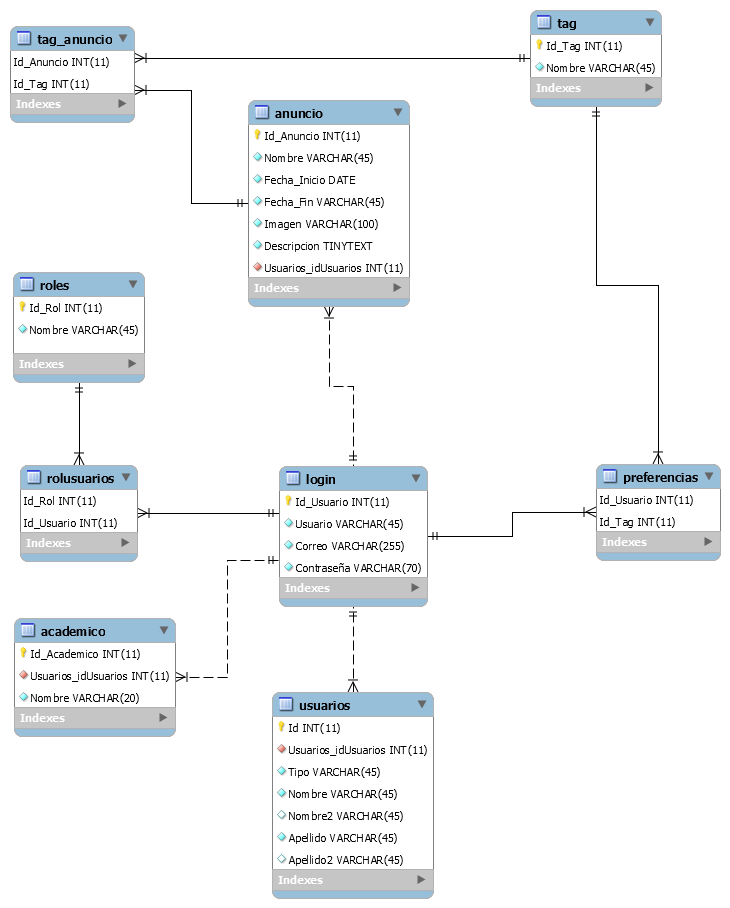 tag_anuncio
Id_Anuncio INT(11)
Id_Tag INT(11)
Indexes
tag
Id_Tag INT(11)
Nombre VARCHAR(45)
Indexes
anuncio
Id_Anuncio INT(11)
Nombre VARCHAR(45)
Fecha_Inicio DATE
Fecha_Fin VARCHAR(45)
Imagen VARCHAR(100)
Descripcion TINYTEXT
Usuarios_idUsuarios INT(11)
Indexes
roles
Id_Rol INT(11)
Nombre VARCHAR(45)
Indexes
rolusuarios
Id_Rol INT(11)
Id_Usuario INT(11)
Indexes
login
Id_Usuario INT(11)
Usuario VARCHAR(45)
Correo VARCHAR(255)
Contraseña VARCHAR(70)
Indexes
preferencias
Id_Usuario INT(11)
Id_Tag INT(11)
Indexes
academico
Id_Academico INT(11)
Usuarios_idUsuarios INT(11)
Nombre VARCHAR(20)
Indexes
usuarios
Id INT(11)
Usuarios_idUsuarios INT(11)
Tipo VARCHAR(45)
Nombre VARCHAR(45)
Nombre2 VARCHAR(45)
Apellido VARCHAR(45)
Apellido2 VARCHAR(45)
Indexes